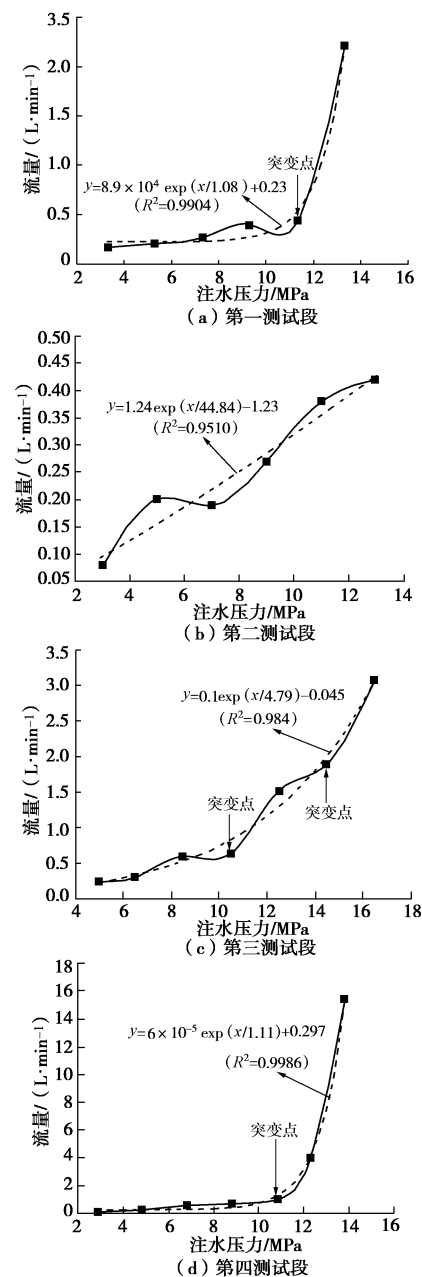 3.5
2.0
1.5
1.0
0.5
0
流量/（L·min⁻¹）
突变点
y=8.9×10⁴ exp（x/1.08）+0.23
（R²=0.9904）
2 4 6 8 10 12 14 16
注水压力/MPa
（a）第一测试段
0.50
0.45
0.40
0.35
0.30
0.25
0.20
0.15
0.10
0.05
流量/（L·min⁻¹）
y=1.24exp（x/44.84）−1.23
（R²=0.9510）
2 4 6 8 10 12 14
注水压力/MPa
（b）第二测试段
3.5
3.0
2.0
1.5
1.0
0.5
0.0
流量/（L·min⁻¹）
y=0.1exp（x/4.79）−0.045
（R²=0.984）
突变点
突变点
4 6 8 10 12 14 16 18
注水压力/MPa
（c）第三测试段
18
16
14
12
10
8
6
4
2
0
流量/（L·min⁻¹）
y=6×10⁻⁵ exp（x/1.11）+0.297
（R²=0.9986）
突变点
2 4 6 8 10 12 14 16
注水压力/MPa
（d）第四测试段